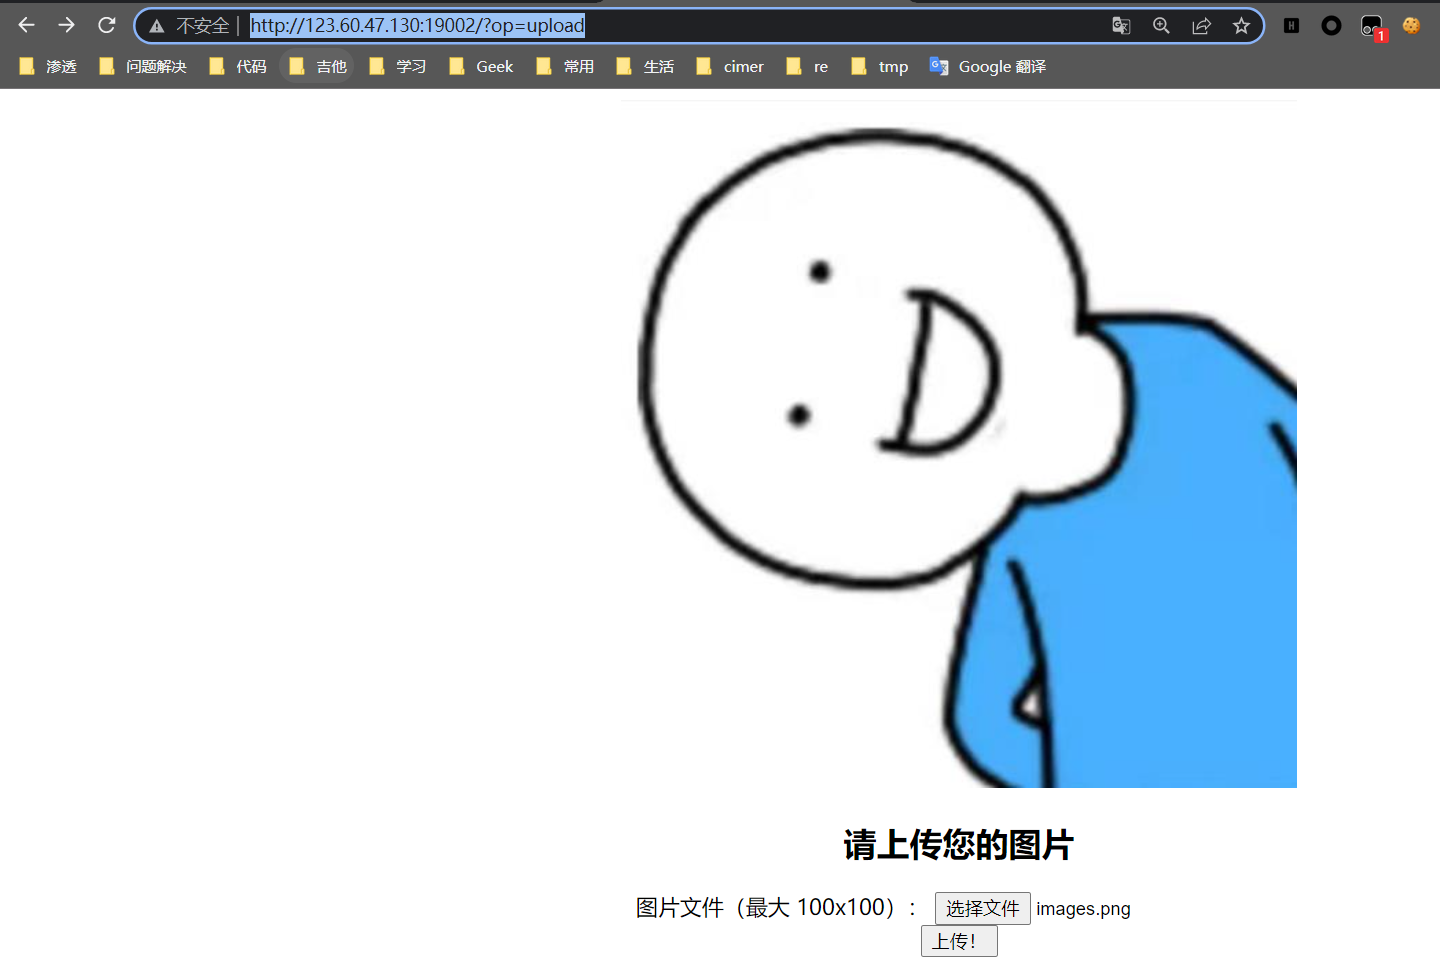 不安全 http://123.60.47.130:19002/?op=upload
1
渗透 问题解决 代码 吉他 学习 Geek 常用 生活 cimer re tmp Google 翻译
请上传您的图片
图片文件（最大 100x100）： 选择文件 images.png
上传！